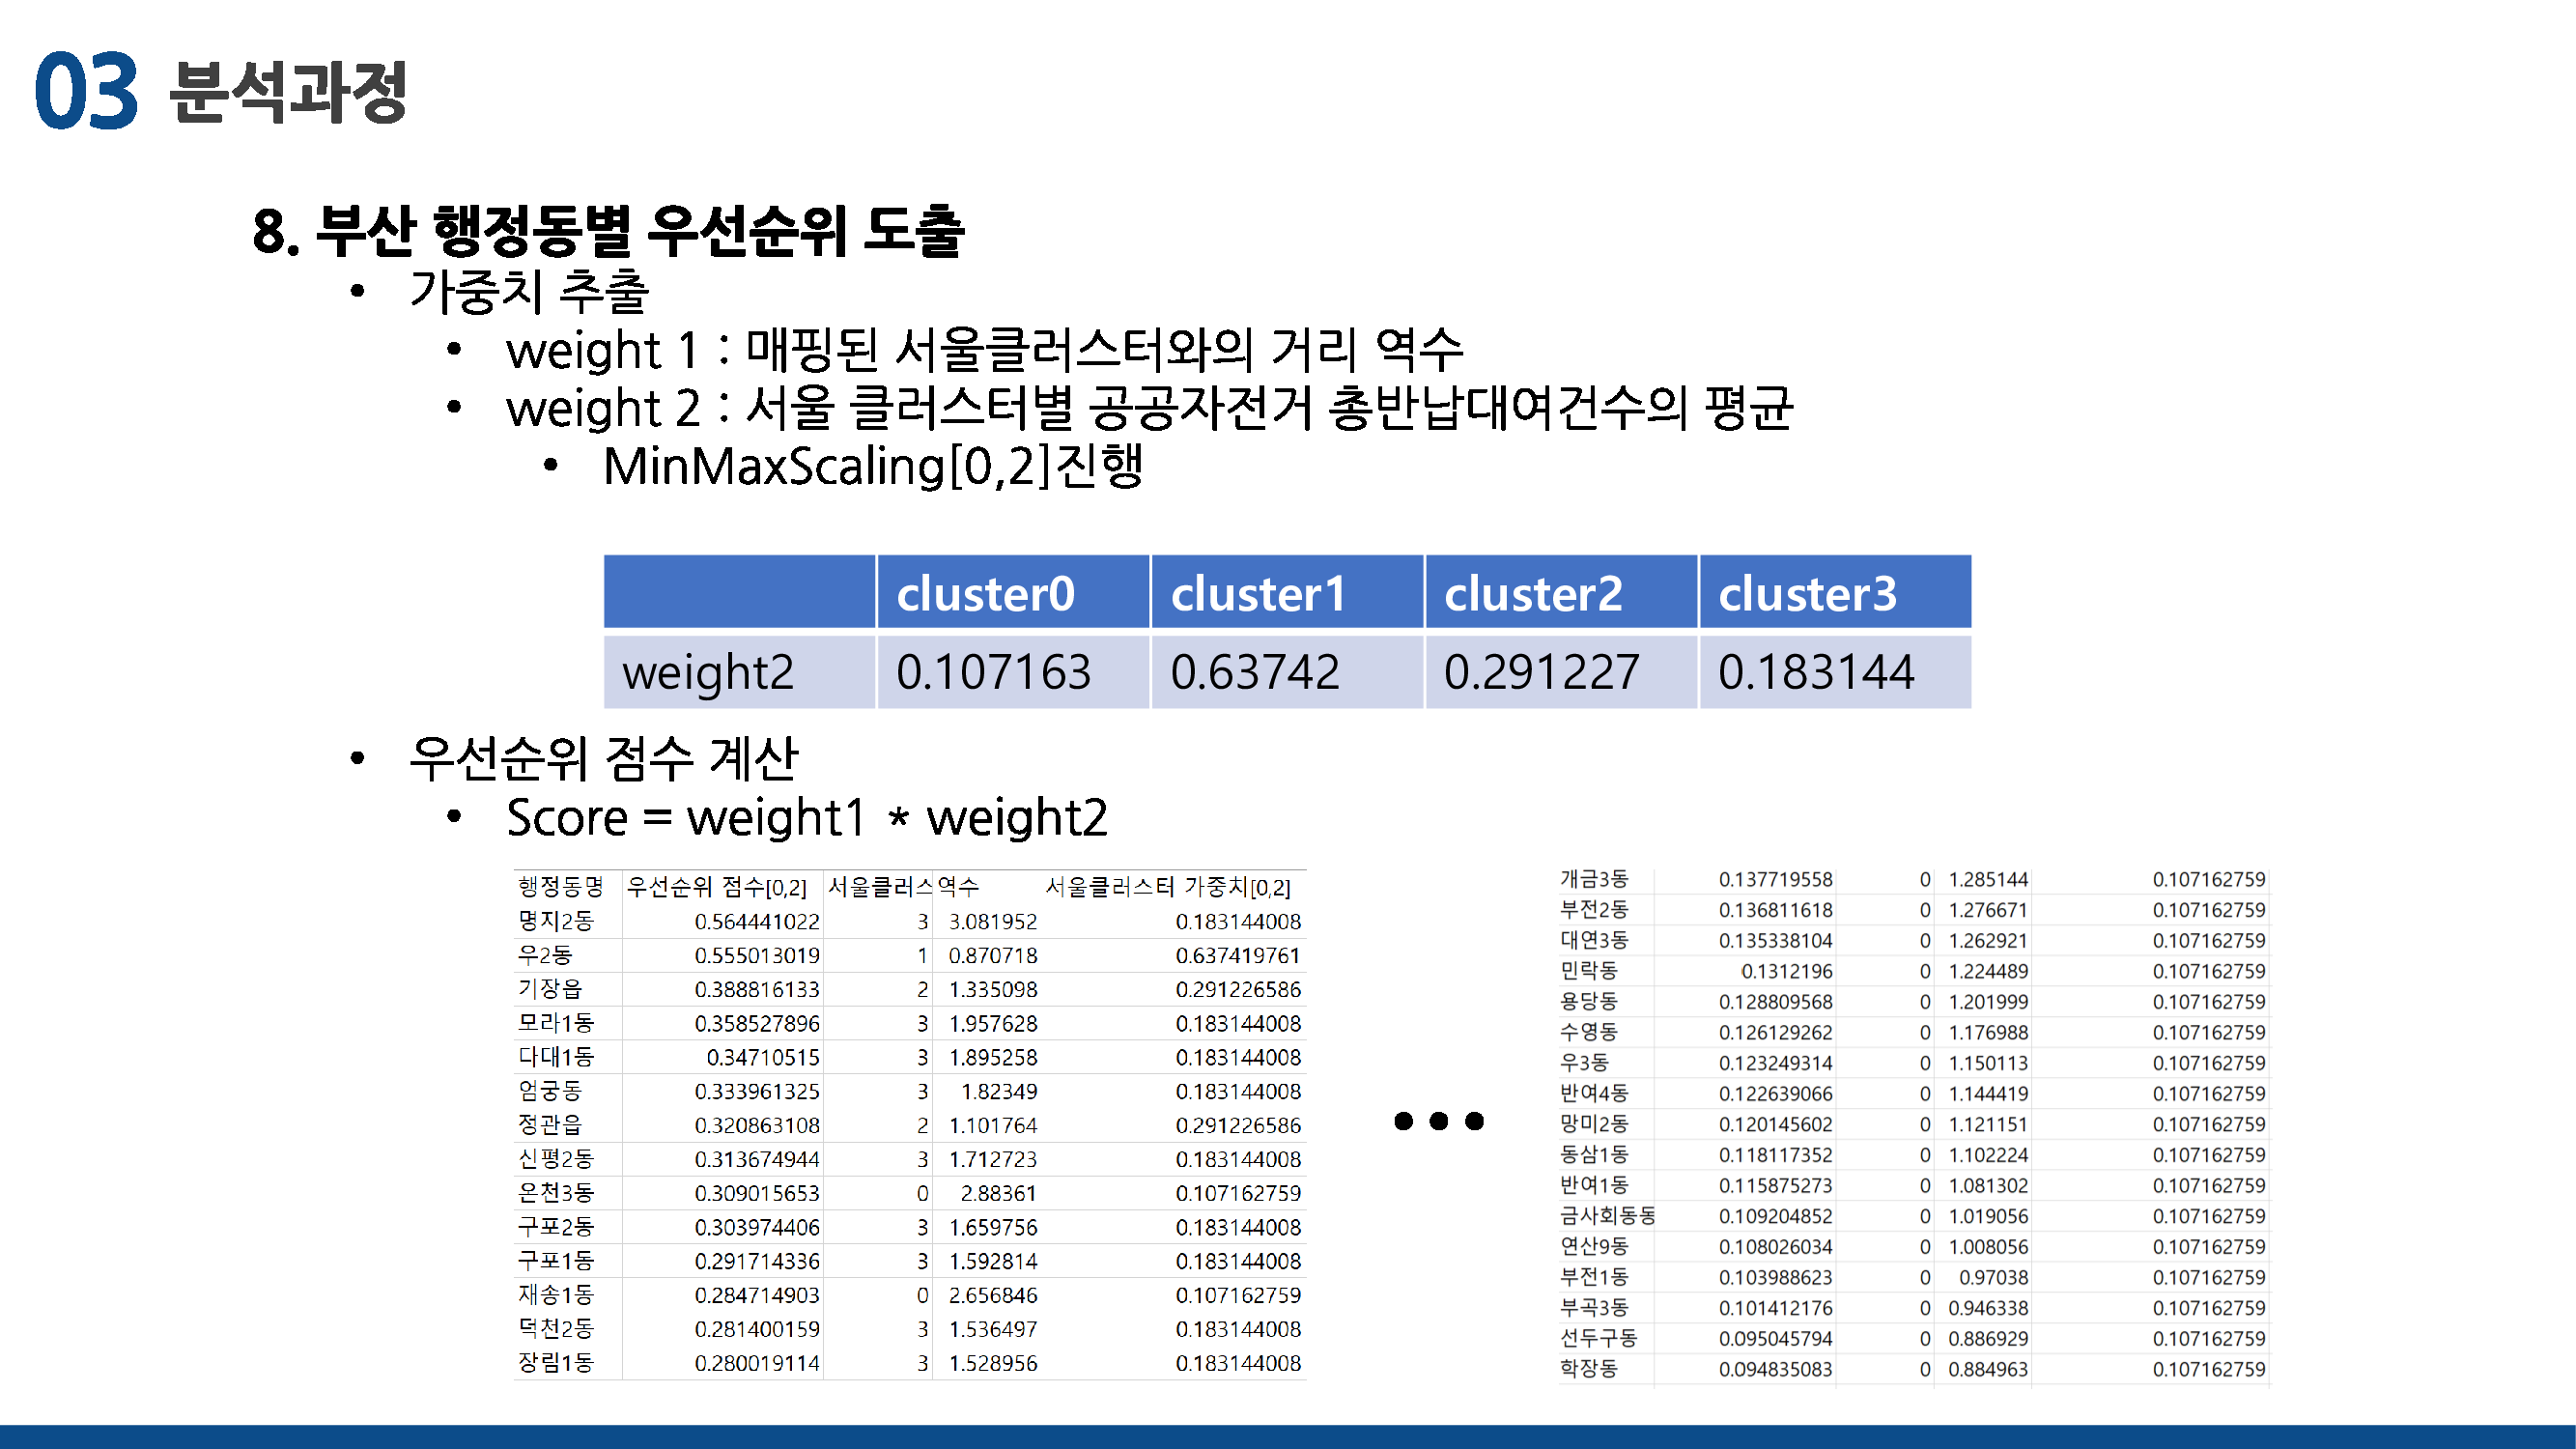 03 분석과정
8. 부산 행정동별 우선순위 도출
• 가중치 추출
• weight 1 : 매핑된 서울클러스터와의 거리 역수
• weight 2 : 서울 클러스터별 공공자전거 총반납대여건수의 평균
• MinMaxScaling[0,2]진행
cluster0 cluster1 cluster2 cluster3
weight2 0.107163 0.63742 0.291227 0.183144
• 우선순위 점수 계산
• Score = weight1 * weight2
행정동명 우선순위 점수[0,2] 서울클러스 역수 서울클러스터 가중치[0,2]
명지2동 0.564441022 3 3.081952 0.183144008
우2동 0.555013019 1 0.870718 0.637419761
기장읍 0.388816133 2 1.335098 0.291226586
모라1동 0.358527896 3 1.957628 0.183144008
다대1동 0.34710515 3 1.895258 0.183144008
엄궁동 0.333961325 3 1.82349 0.183144008
정관읍 0.320863108 2 1.101764 0.291226586
신평2동 0.313674944 3 1.712723 0.183144008
온천3동 0.309015653 0 2.88361 0.107162759
구포2동 0.303974406 3 1.659756 0.183144008
구포1동 0.291714336 3 1.592814 0.183144008
재송1동 0.284714903 0 2.656846 0.107162759
덕천2동 0.281400159 3 1.536497 0.183144008
장림1동 0.280019114 3 1.528956 0.183144008
•••
개금3동 0.137719558 0 1.285144 0.107162759
부전2동 0.136811618 0 1.276671 0.107162759
대연3동 0.135338104 0 1.262921 0.107162759
민락동 0.1312196 0 1.224489 0.107162759
용당동 0.128809568 0 1.201999 0.107162759
수영동 0.126129262 0 1.176988 0.107162759
우3동 0.123249314 0 1.150113 0.107162759
반여4동 0.122639066 0 1.144419 0.107162759
망미2동 0.120145602 0 1.121151 0.107162759
동삼1동 0.118117352 0 1.102224 0.107162759
반여1동 0.115875273 0 1.081302 0.107162759
금사회동동 0.109204852 0 1.019056 0.107162759
연산9동 0.108026034 0 1.008056 0.107162759
부전1동 0.103988623 0 0.97038 0.107162759
부곡3동 0.101412176 0 0.946338 0.107162759
선두구동 0.095045794 0 0.886929 0.107162759
학장동 0.094835083 0 0.884963 0.107162759